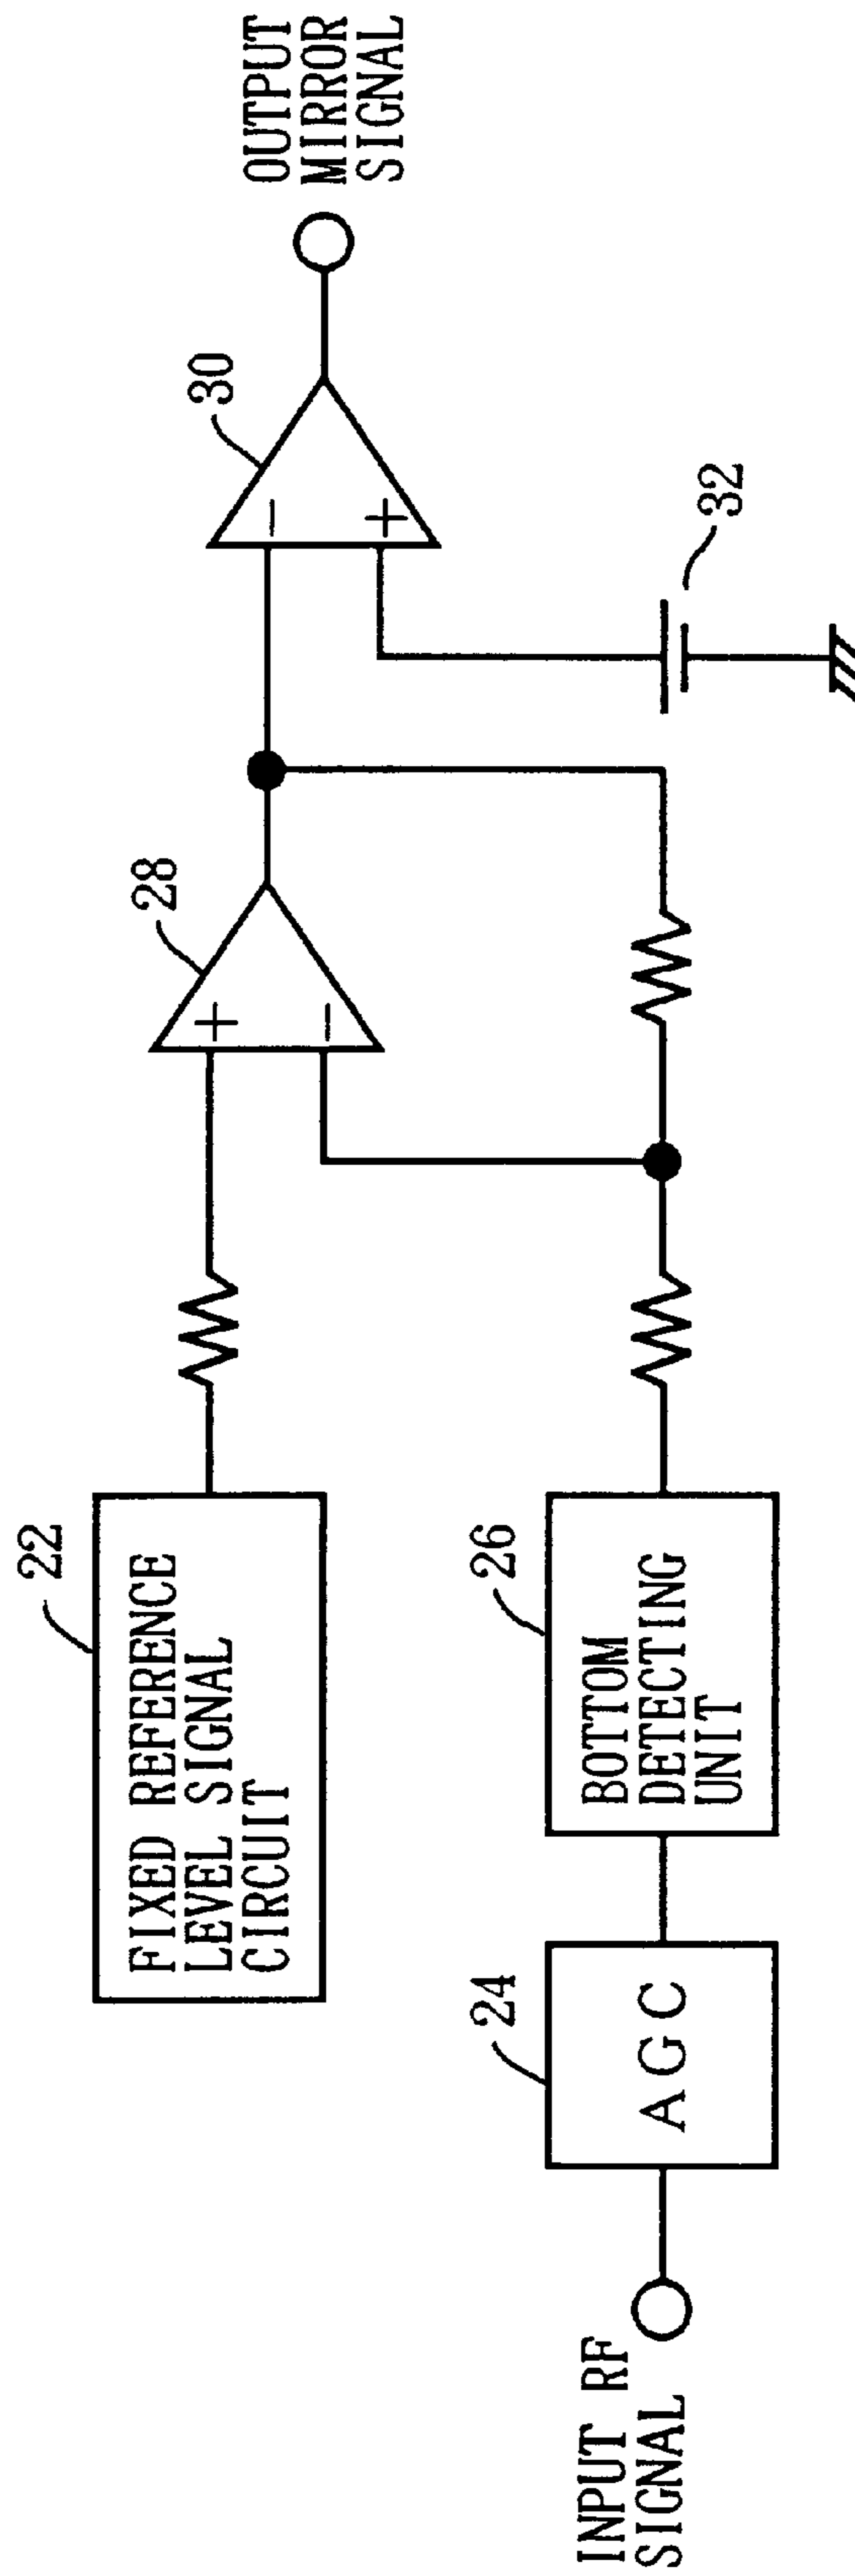 22
FIXED REFERENCE
LEVEL SIGNAL
CIRCUIT
28
+
−
30
−
+
OUTPUT
MIRROR
SIGNAL
INPUT RF
SIGNAL
24
AGC
26
BOTTOM
DETECTING
UNIT
32